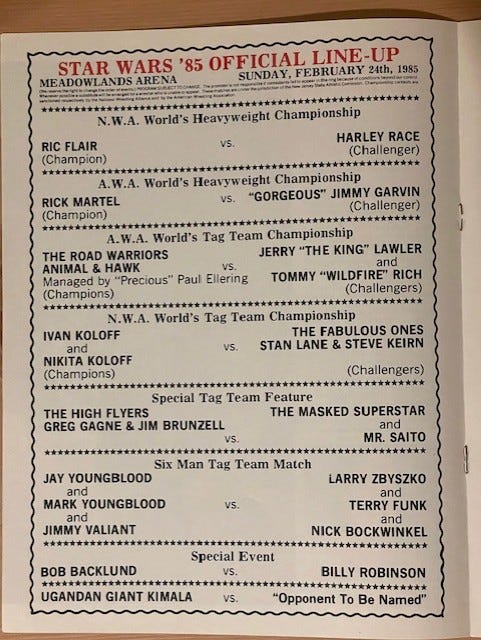 STAR WARS '85 OFFICIAL LINE-UP
MEADOWLANDS ARENA SUNDAY, FEBRUARY 24th, 1985
N.W.A. World's Heavyweight Championship
RIC FLAIR vs. HARLEY RACE
(Champion) (Challenger)
A.W.A. World's Heavyweight Championship
RICK MARTEL vs. "GORGEOUS" JIMMY GARVIN
(Champion) (Challenger)
A.W.A. World's Tag Team Championship
THE ROAD WARRIORS JERRY "THE KING" LAWLER
ANIMAL & HAWK vs. and
Managed by "Precious" Paul Ellering TOMMY "WILDFIRE" RICH
(Champions) (Challengers)
N.W.A. World's Tag Team Championship
IVAN KOLOFF THE FABULOUS ONES
and vs. STAN LANE & STEVE KEIRN
NIKITA KOLOFF
(Champions) (Challengers)
Special Tag Team Feature
THE HIGH FLYERS THE MASKED SUPERSTAR
GREG GAGNE & JIM BRUNZELL and
vs. MR. SAITO
Six Man Tag Team Match
JAY YOUNGBLOOD LARRY ZBYSZKO
and and
MARK YOUNGBLOOD vs. TERRY FUNK
and and
JIMMY VALIANT NICK BOCKWINKEL
Special Event
BOB BACKLUND vs. BILLY ROBINSON
UGANDAN GIANT KIMALA vs. "Opponent To Be Named"